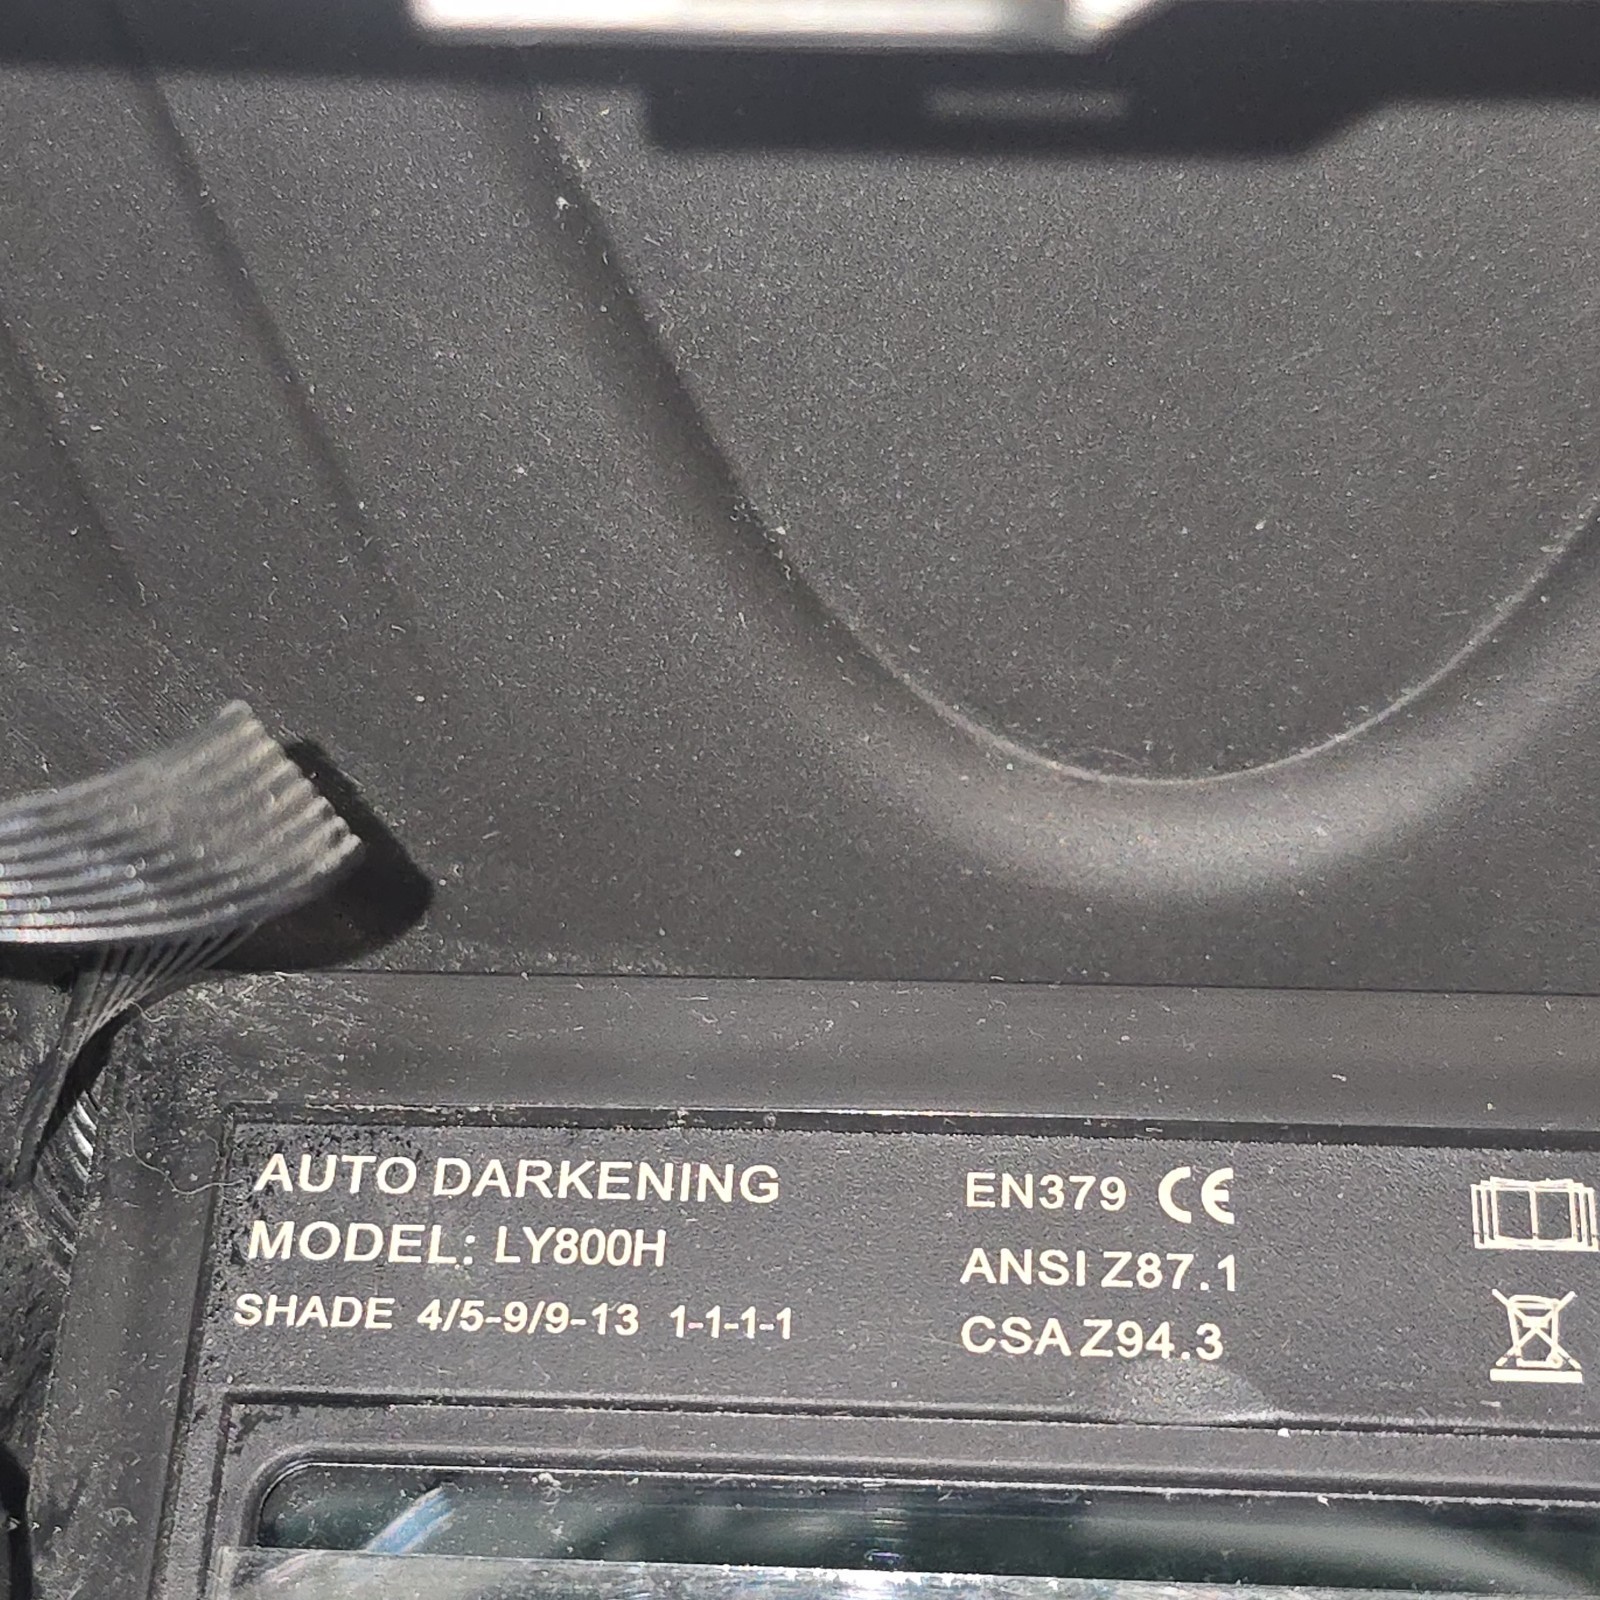 AUTO DARKENING
MODEL: LY800H
SHADE 4/5-9/9-13 1-1-1-1
EN379 CE
ANSI Z87.1
CSA Z94.3